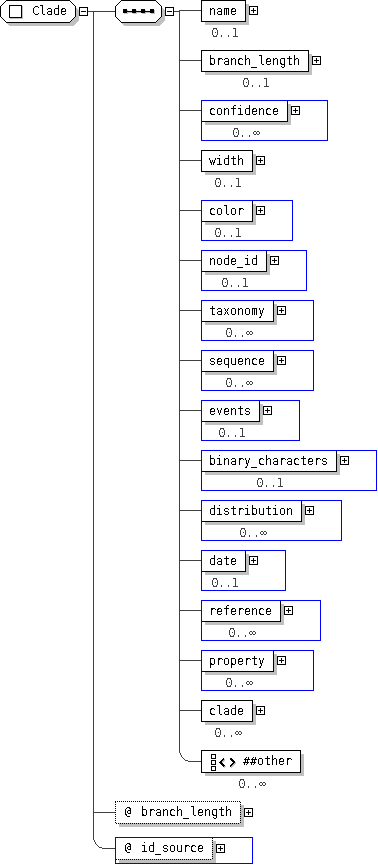 Clade
name
0..1
branch_length
0..1
confidence
0..∞
width
0..1
color
0..1
node_id
0..1
taxonomy
0..∞
sequence
0..∞
events
0..1
binary_characters
0..1
distribution
0..∞
date
0..1
reference
0..∞
property
0..∞
clade
0..∞
<> ##other
0..∞
@ branch_length
@ id_source